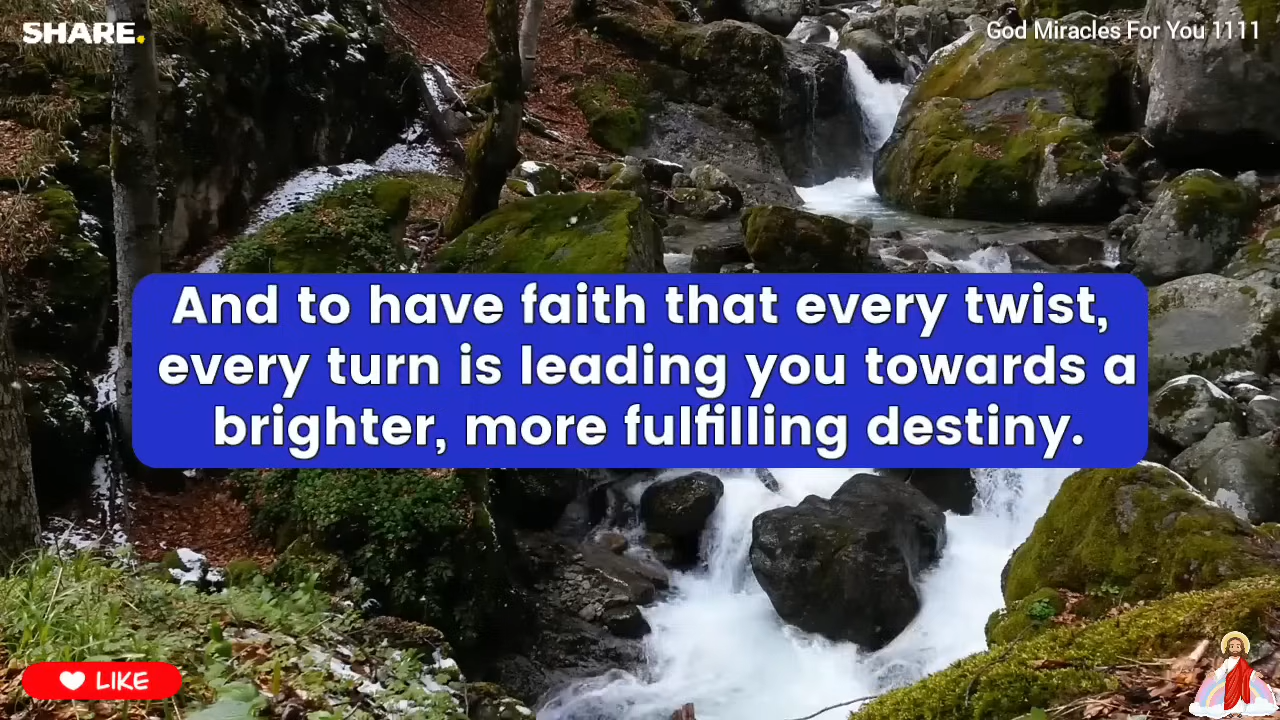 SHARE.
God Miracles For You 1111
And to have faith that every twist,
every turn is leading you towards a
brighter, more fulfilling destiny.
LIKE